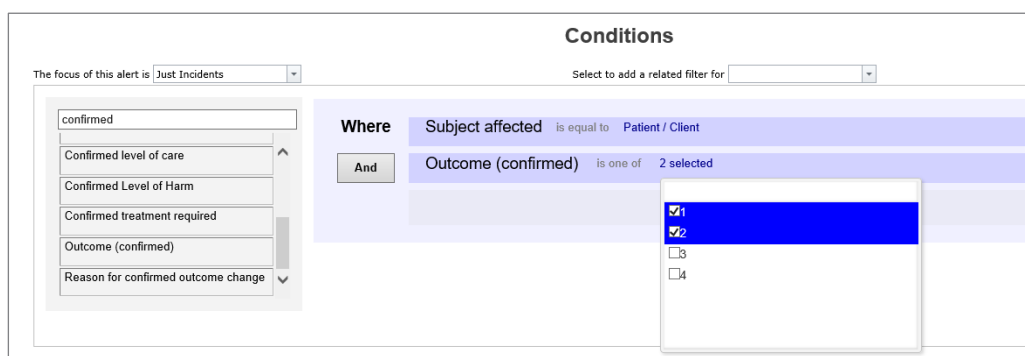 Conditions
The focus of this alert is Just Incidents
Select to add a related filter for
confirmed
Confirmed level of care
Confirmed Level of Harm
Confirmed treatment required
Outcome (confirmed)
Reason for confirmed outcome change
Where Subject affected is equal to Patient / Client
And Outcome (confirmed) is one of 2 selected
1
2
3
4